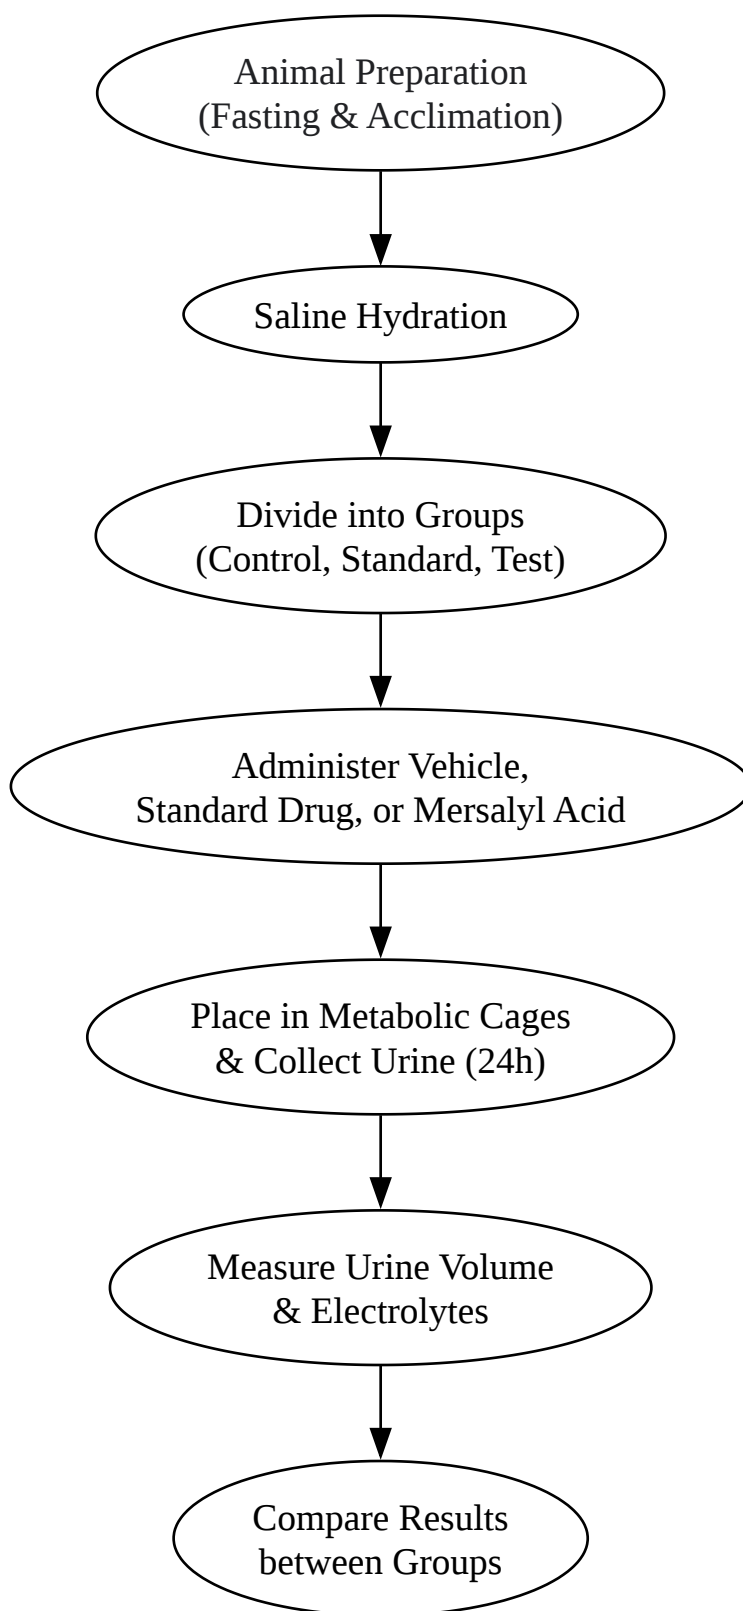 Animal Preparation
(Fasting & Acclimation)
Saline Hydration
Divide into Groups
(Control, Standard, Test)
Administer Vehicle,
Standard Drug, or Mersalyl Acid
Place in Metabolic Cages
& Collect Urine (24h)
Measure Urine Volume
& Electrolytes
Compare Results
between Groups